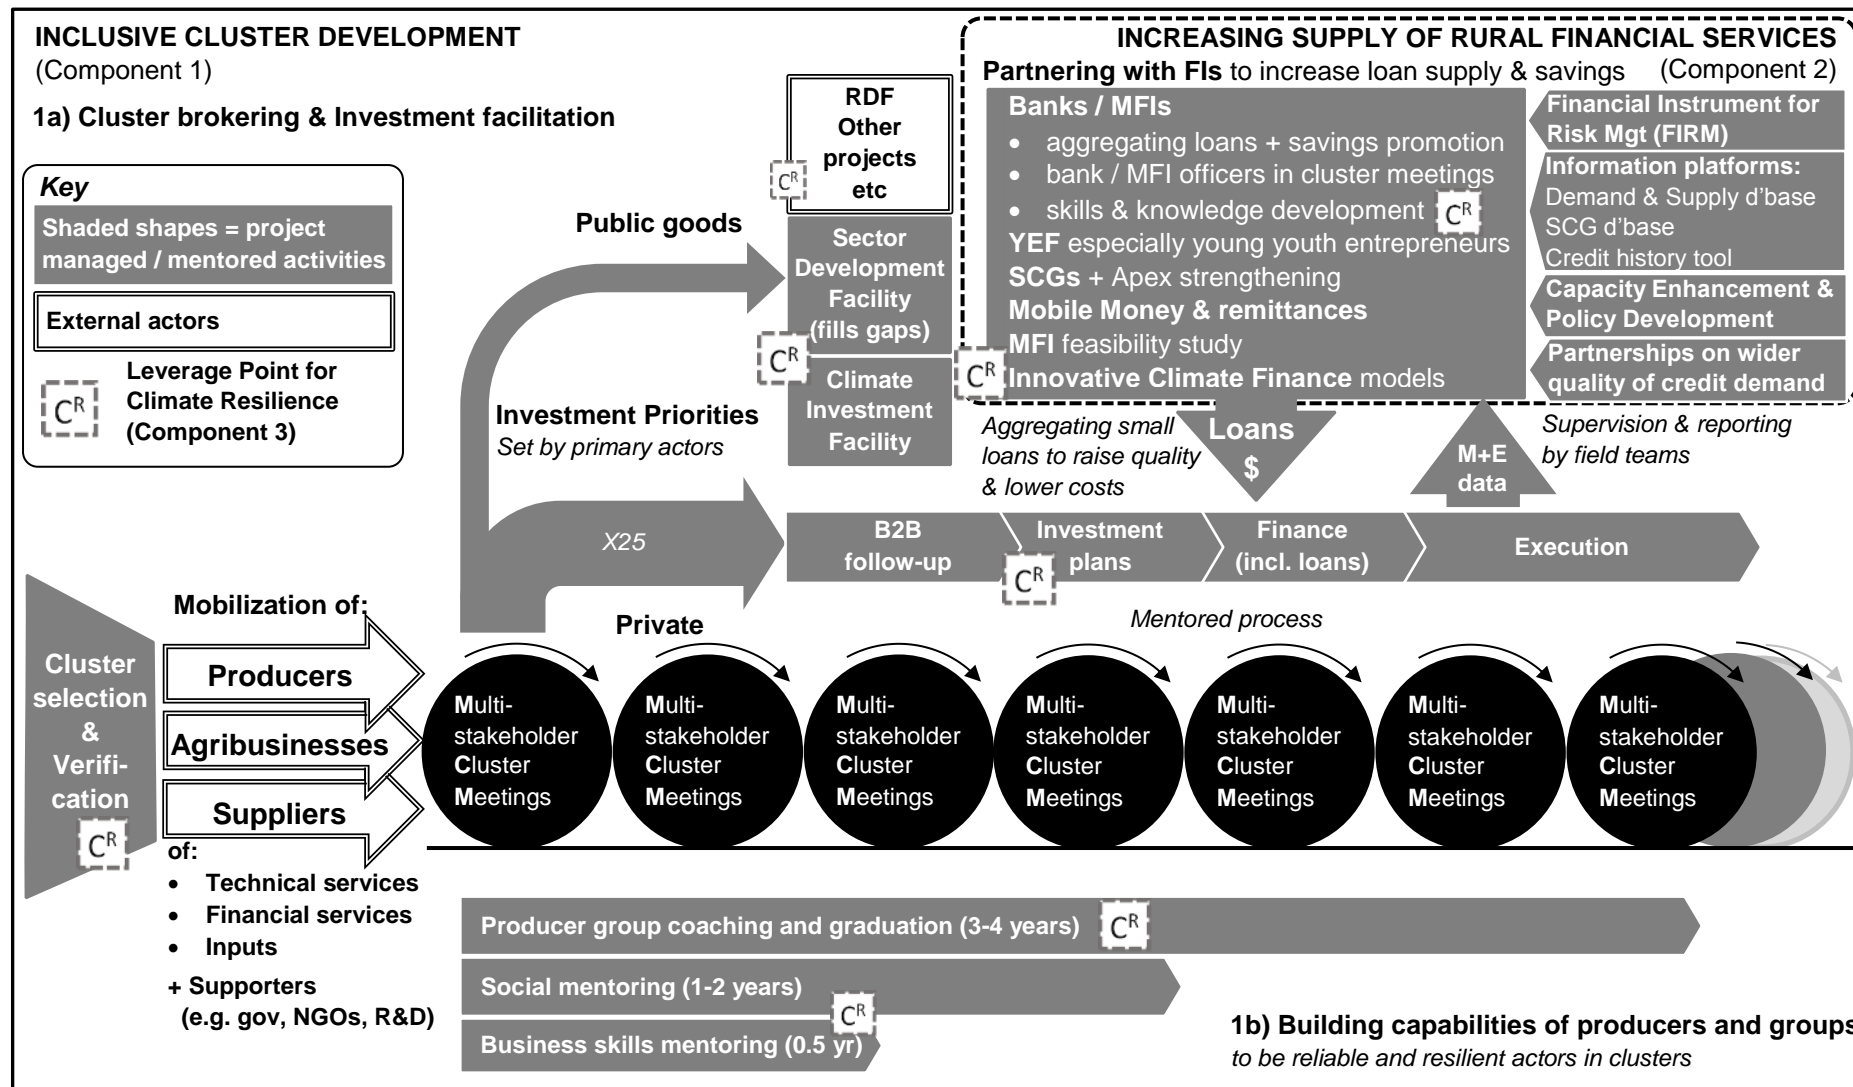 INCLUSIVE CLUSTER DEVELOPMENT
(Component 1)
1a) Cluster brokering & Investment facilitation
Key
Shaded shapes = project
managed / mentored activities
External actors
C^R
Leverage Point for
Climate Resilience
(Component 3)
Public goods
Investment Priorities
Set by primary actors
X25
Private
RDF
Other
projects
etc
C^R
Sector
Development
Facility
(fills gaps)
C^R
Climate
Investment
Facility
INCREASING SUPPLY OF RURAL FINANCIAL SERVICES
Partnering with FIs to increase loan supply & savings (Component 2)
Banks / MFIs
• aggregating loans + savings promotion
• bank / MFI officers in cluster meetings
• skills & knowledge development C^R
YEF especially young youth entrepreneurs
SCGs + Apex strengthening
Mobile Money & remittances
MFI feasibility study
C^R
Innovative Climate Finance models
Financial Instrument for
Risk Mgt (FIRM)
Information platforms:
Demand & Supply d’base
SCG d’base
Credit history tool
Capacity Enhancement &
Policy Development
Partnerships on wider
quality of credit demand
Aggregating small
loans to raise quality
& lower costs
Loans
$
M+E
data
Supervision & reporting
by field teams
B2B
follow-up
Investment
plans
C^R
Finance
(incl. loans)
Execution
Mentored process
Cluster
selection
&
Verifi-
cation
C^R
Mobilization of:
Producers
Agribusinesses
Suppliers
of:
• Technical services
• Financial services
• Inputs
+ Supporters
(e.g. gov, NGOs, R&D)
Multi-
stakeholder
Cluster
Meetings
Multi-
stakeholder
Cluster
Meetings
Multi-
stakeholder
Cluster
Meetings
Multi-
stakeholder
Cluster
Meetings
Multi-
stakeholder
Cluster
Meetings
Multi-
stakeholder
Cluster
Meetings
Multi-
stakeholder
Cluster
Meetings
Producer group coaching and graduation (3-4 years) C^R
Social mentoring (1-2 years)
C^R
Business skills mentoring (0.5 yr)
1b) Building capabilities of producers and groups
to be reliable and resilient actors in clusters